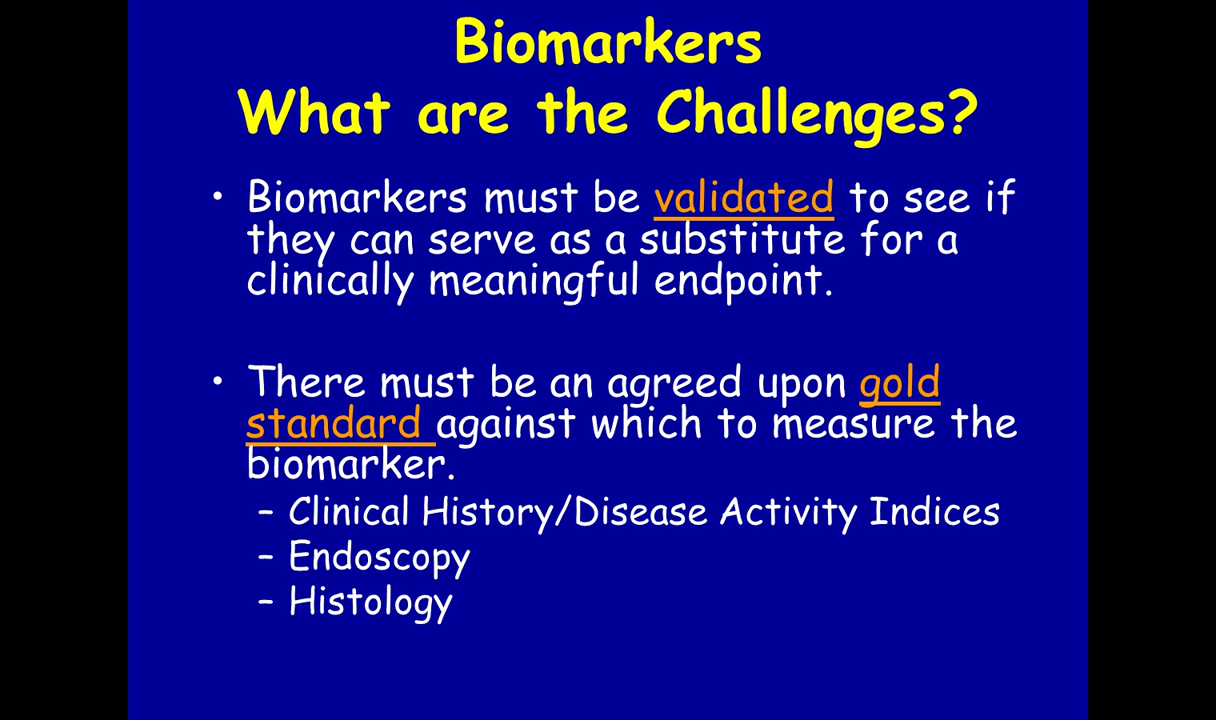 Biomarkers
What are the Challenges?
• Biomarkers must be validated to see if
they can serve as a substitute for a
clinically meaningful endpoint.
• There must be an agreed upon gold
standard against which to measure the
biomarker.
– Clinical History/Disease Activity Indices
– Endoscopy
– Histology